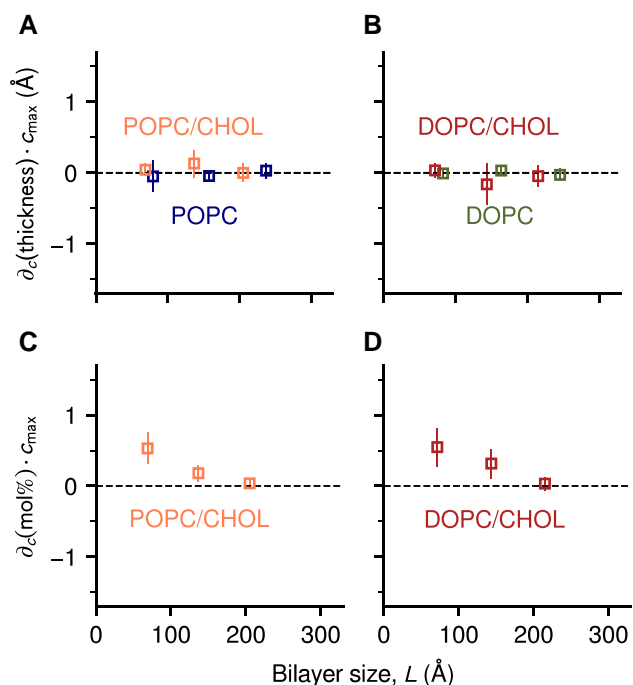 A
B
∂c(thickness) · cmax (Å)
1
0
−1
POPC/CHOL
POPC
DOPC/CHOL
DOPC
C
D
∂c(mol%) · cmax
1
0
−1
POPC/CHOL
DOPC/CHOL
0
100
200
300
0
100
200
300
Bilayer size, L (Å)